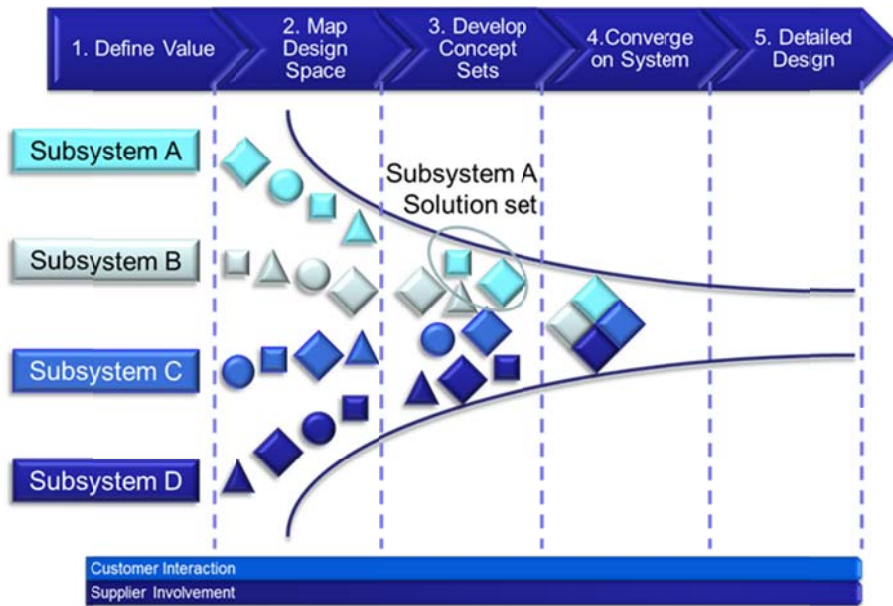 1. Define Value
2. Map
Design
Space
3. Develop
Concept
Sets
4.Converge
on System
5. Detailed
Design
Subsystem A
Subsystem A
Solution set
Subsystem B
Subsystem C
Subsystem D
Customer Interaction
Supplier Involvement